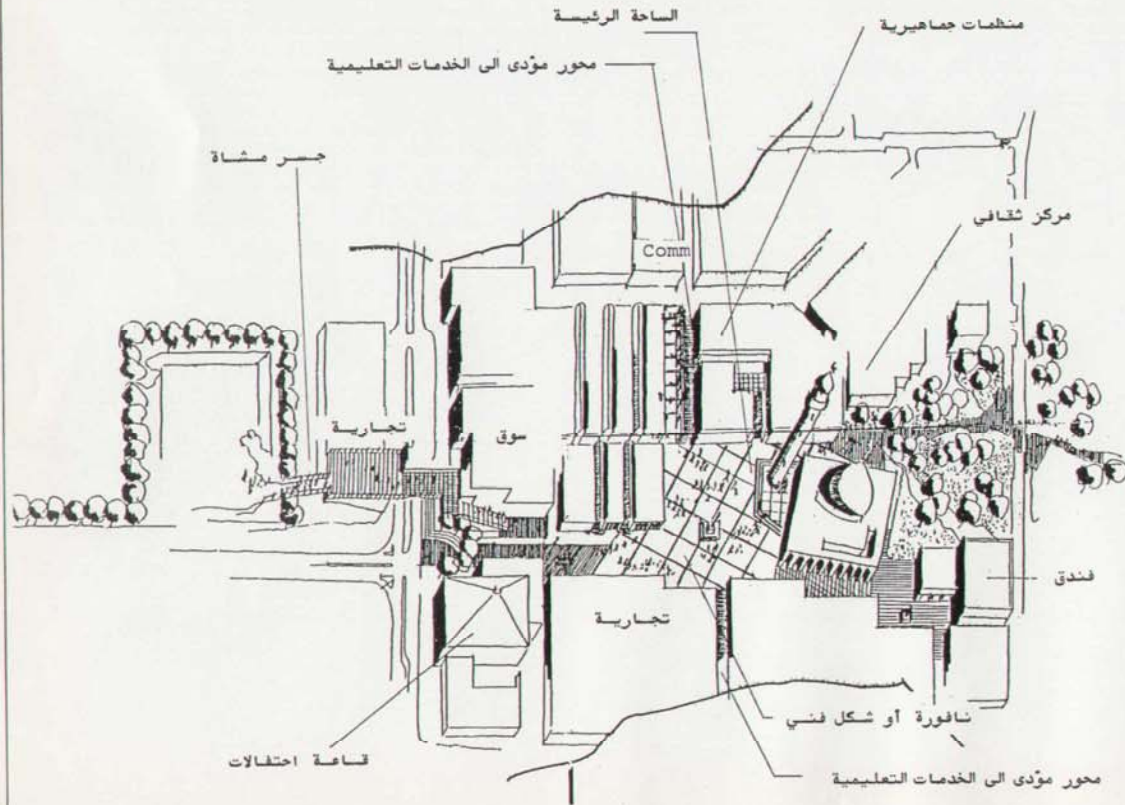 الساحة الرئيسة
منظمات جماهيرية
محور مؤدى الى الخدمات التعليمية
جسر مشاة
مركز ثقافي
Comm
تجارية
سوق
فندق
تجارية
نافورة أو شكل فني
قاعة احتفالات
محور مؤدى الى الخدمات التعليمية